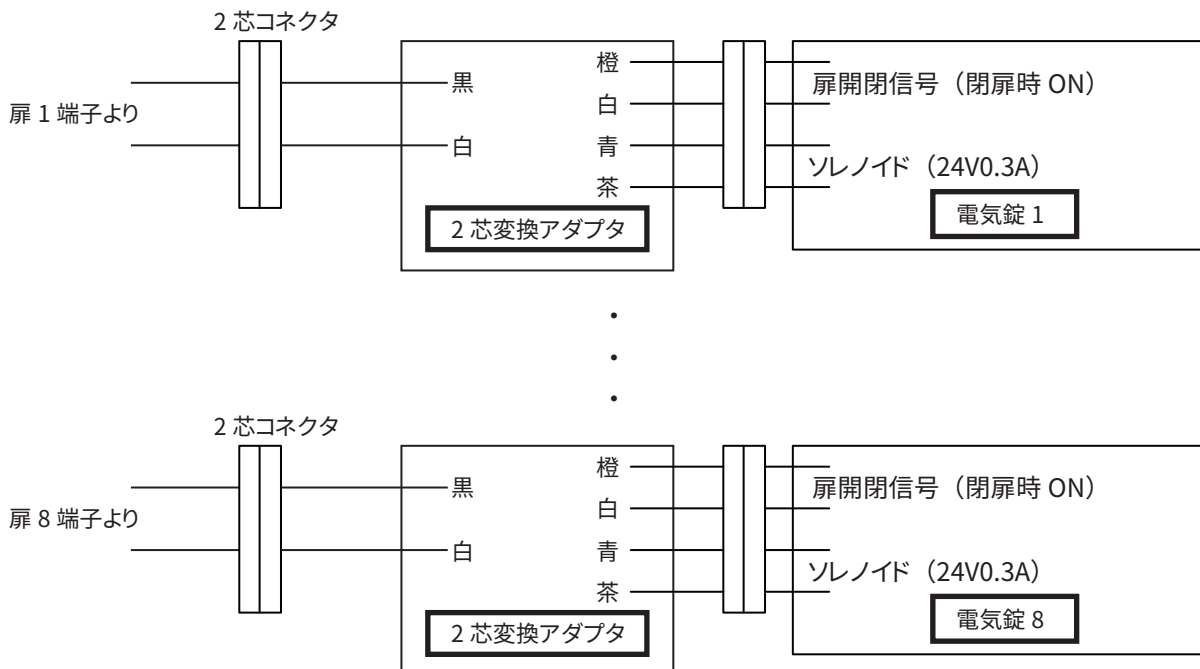 2 芯コネクタ
扉 1 端子より
黒
白
橙
白
青
茶
2 芯変換アダプタ
扉開閉信号（閉扉時 ON）
ソレノイド（24V0.3A）
電気錠 1
・
・
・
2 芯コネクタ
扉 8 端子より
黒
白
橙
白
青
茶
2 芯変換アダプタ
扉開閉信号（閉扉時 ON）
ソレノイド（24V0.3A）
電気錠 8